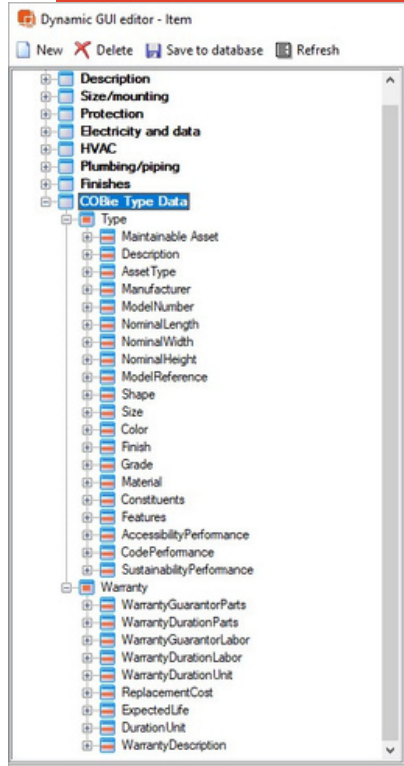 Dynamic GUI editor - Item
New Delete Save to database Refresh
Description
Size/mounting
Protection
Electricity and data
HVAC
Plumbing/piping
Finishes
COBie Type Data
Type
Maintainable Asset
Description
AssetType
Manufacturer
ModelNumber
NominalLength
NominalWidth
NominalHeight
ModelReference
Shape
Size
Color
Finish
Grade
Material
Constituents
Features
AccessibilityPerformance
CodePerformance
SustainabilityPerformance
Warranty
WarrantyGuarantorParts
WarrantyDurationParts
WarrantyGuarantorLabor
WarrantyDurationLabor
WarrantyDurationUnit
ReplacementCost
ExpectedLife
DurationUnit
WarrantyDescription